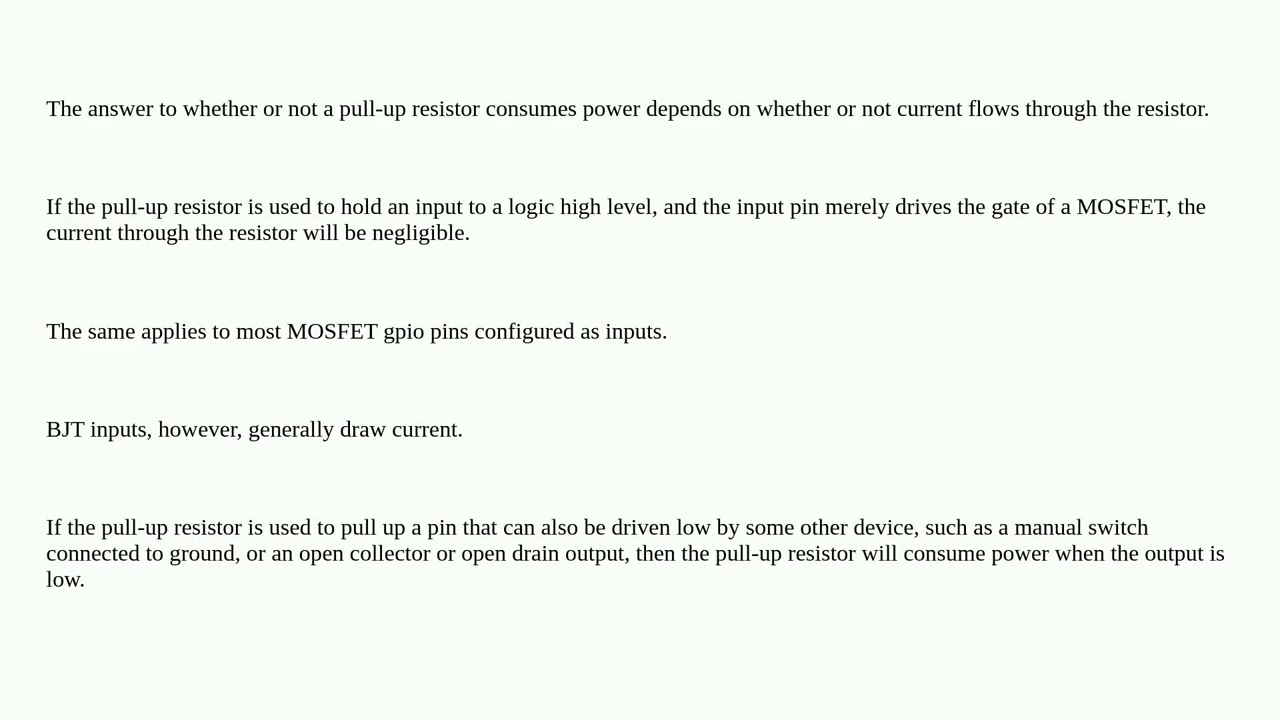 The answer to whether or not a pull-up resistor consumes power depends on whether or not current flows through the resistor.
If the pull-up resistor is used to hold an input to a logic high level, and the input pin merely drives the gate of a MOSFET, the
current through the resistor will be negligible.
The same applies to most MOSFET gpio pins configured as inputs.
BJT inputs, however, generally draw current.
If the pull-up resistor is used to pull up a pin that can also be driven low by some other device, such as a manual switch
connected to ground, or an open collector or open drain output, then the pull-up resistor will consume power when the output is
low.